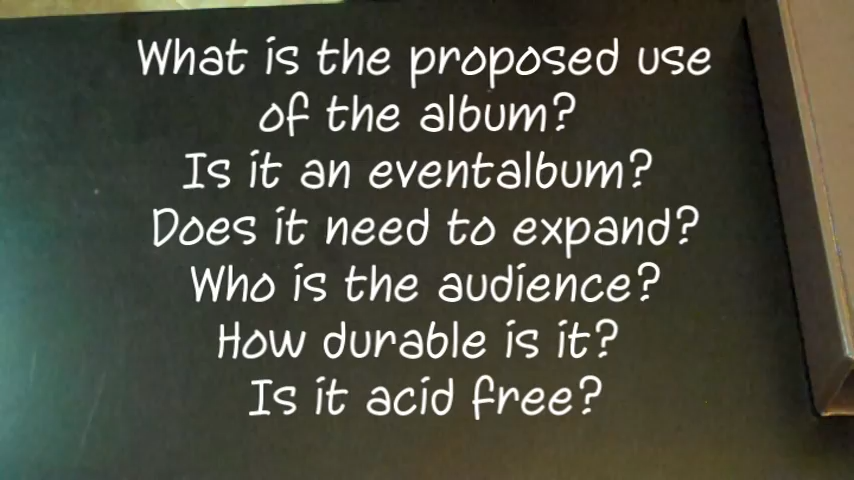 What is the proposed use
of the album?
Is it an eventalbum?
Does it need to expand?
Who is the audience?
How durable is it?
Is it acid free?